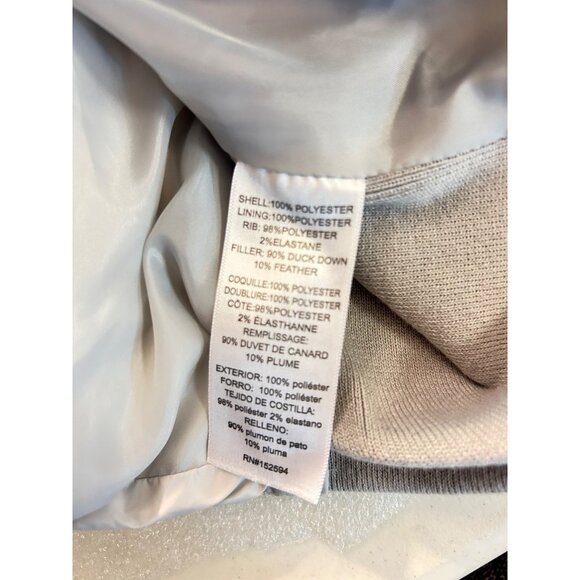 SHELL:100% POLYESTER
LINING:100%POLYESTER
RIB: 98%POLYESTER
2%ELASTANE
FILLER: 90% DUCK DOWN
10% FEATHER
COQUILLE:100% POLYESTER
DOUBLURE:100%POLYESTER
CÔTE:98%POLYESTER
2% ÉLASTHANNE
REMPLISSAGE:
90% DUVET DE CANARD
10% PLUME
EXTERIOR: 100% poliéster
FORRO: 100% poliéster
TEJIDO DE COSTILLA:
98% poliéster 2% elastano
RELLENO:
90% plumon de pato
10% pluma
RN#152594